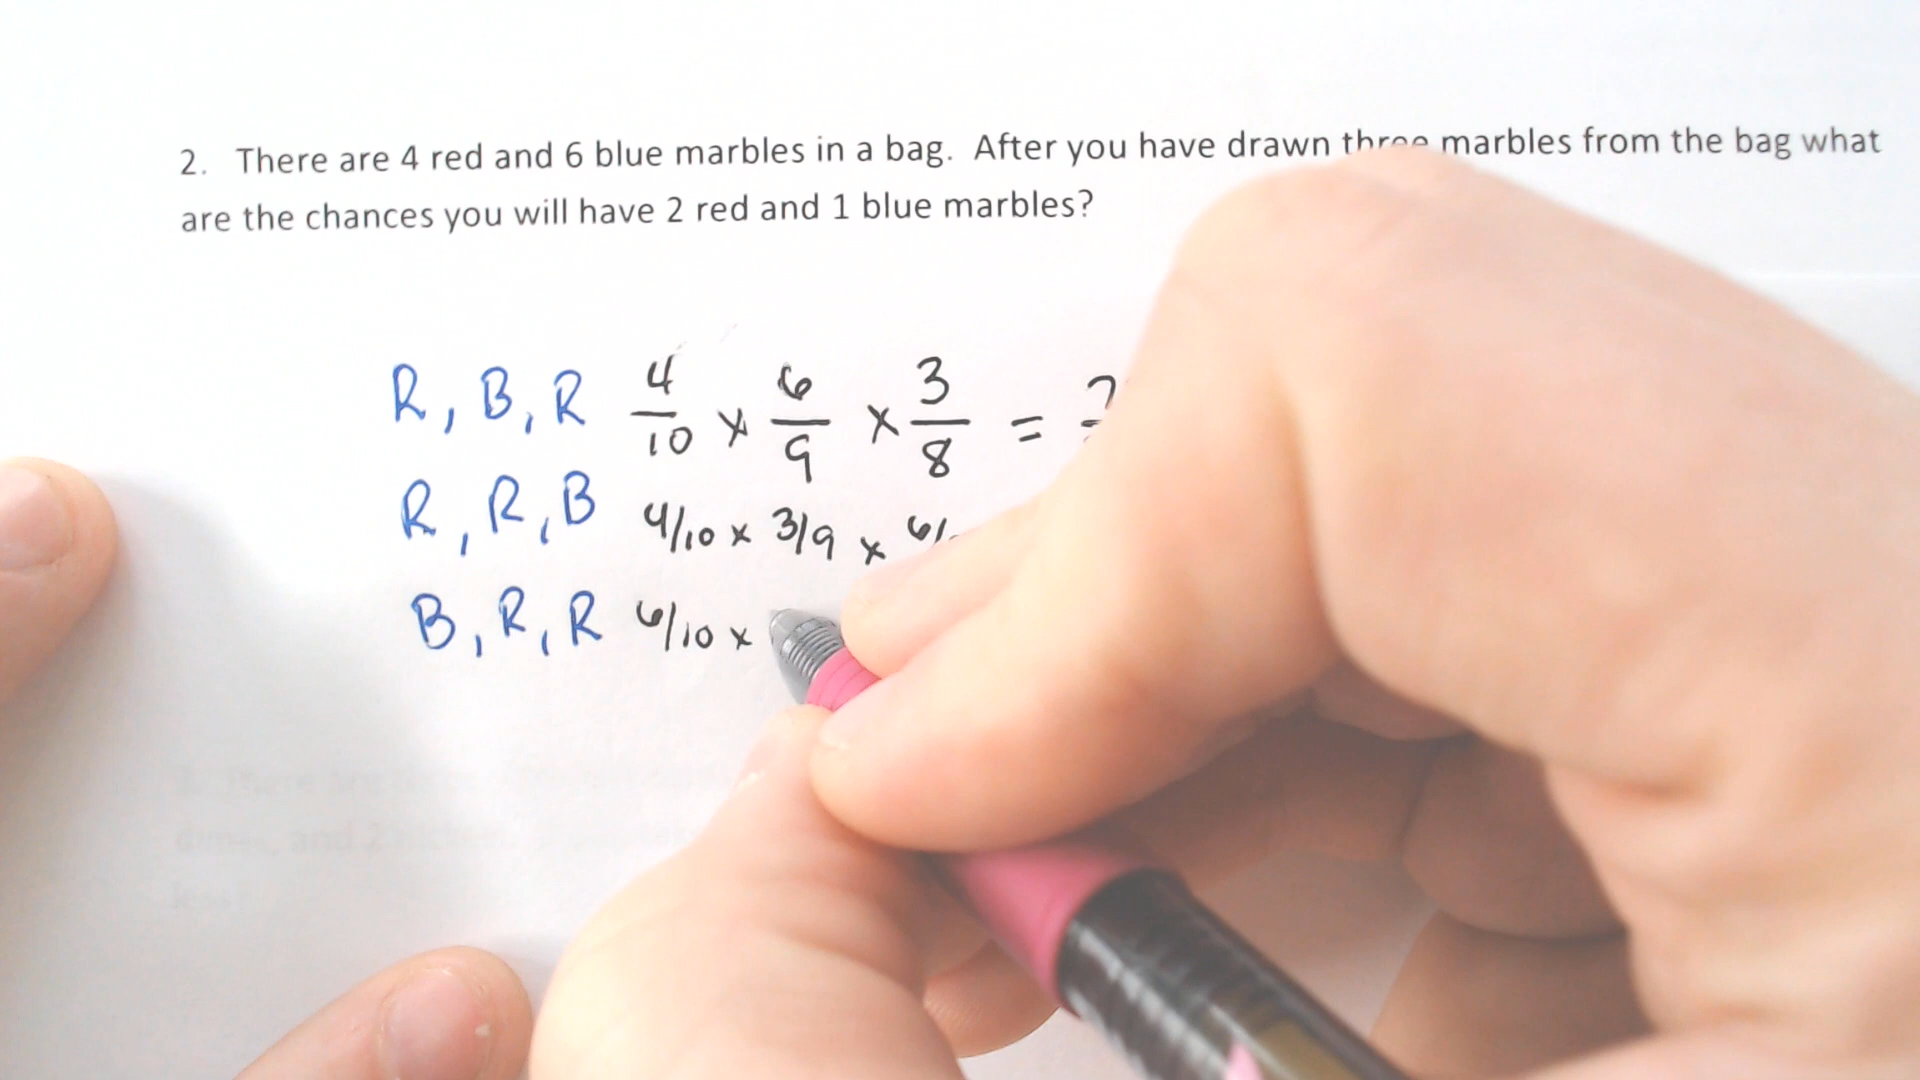 2. There are 4 red and 6 blue marbles in a bag. After you have drawn three marbles from the bag what
are the chances you will have 2 red and 1 blue marbles?
R, B, R 4/10 x 6/9 x 3/8 =
R, R, B 4/10 x 3/9 x 6/
B, R, R 6/10 x